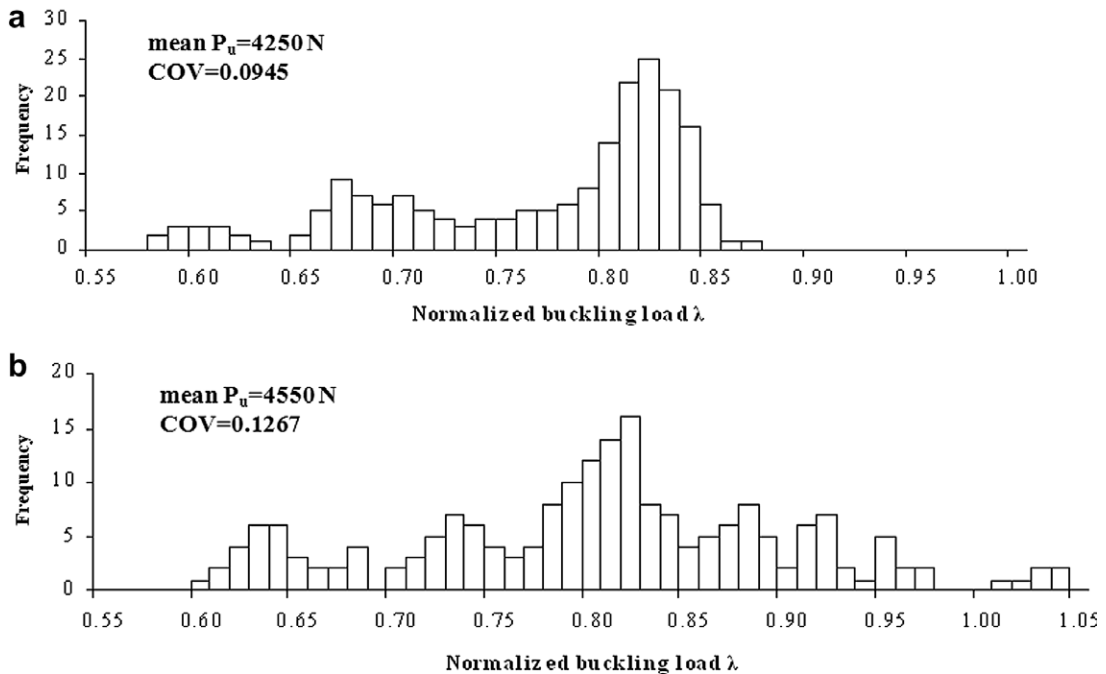 a
30
25
20
15
10
5
0
Frequency
mean Pu=4250 N
COV=0.0945
0.55 0.60 0.65 0.70 0.75 0.80 0.85 0.90 0.95 1.00
Normalized buckling load λ
b
20
15
10
5
0
Frequency
mean Pu=4550 N
COV=0.1267
0.55 0.60 0.65 0.70 0.75 0.80 0.85 0.90 0.95 1.00 1.05
Normalized buckling load λ